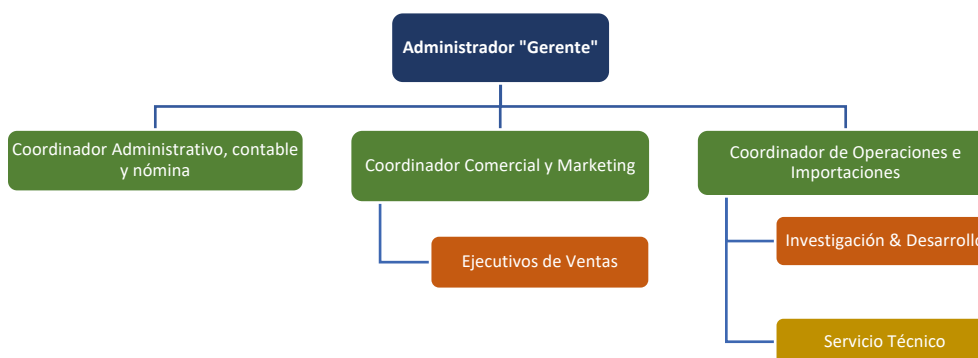 Administrador "Gerente"
Coordinador Administrativo, contable
y nómina
Coordinador Comercial y Marketing
Coordinador de Operaciones e
Importaciones
Ejecutivos de Ventas
Investigación & Desarrollo
Servicio Técnico